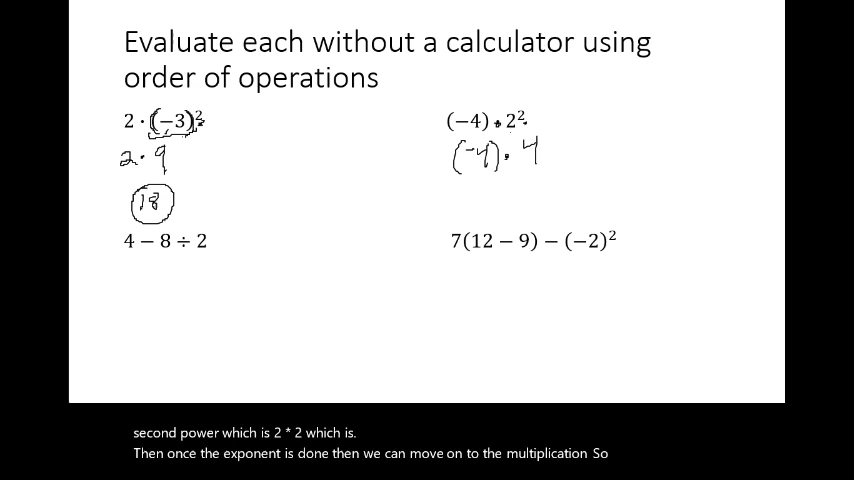 Evaluate each without a calculator using
order of operations
2 · (−3)²
(−4) · 2²
2 · 9
(-4) · 4
18
4 − 8 ÷ 2
7(12 − 9) − (−2)²
second power which is 2 * 2 which is.
Then once the exponent is done then we can move on to the multiplication So